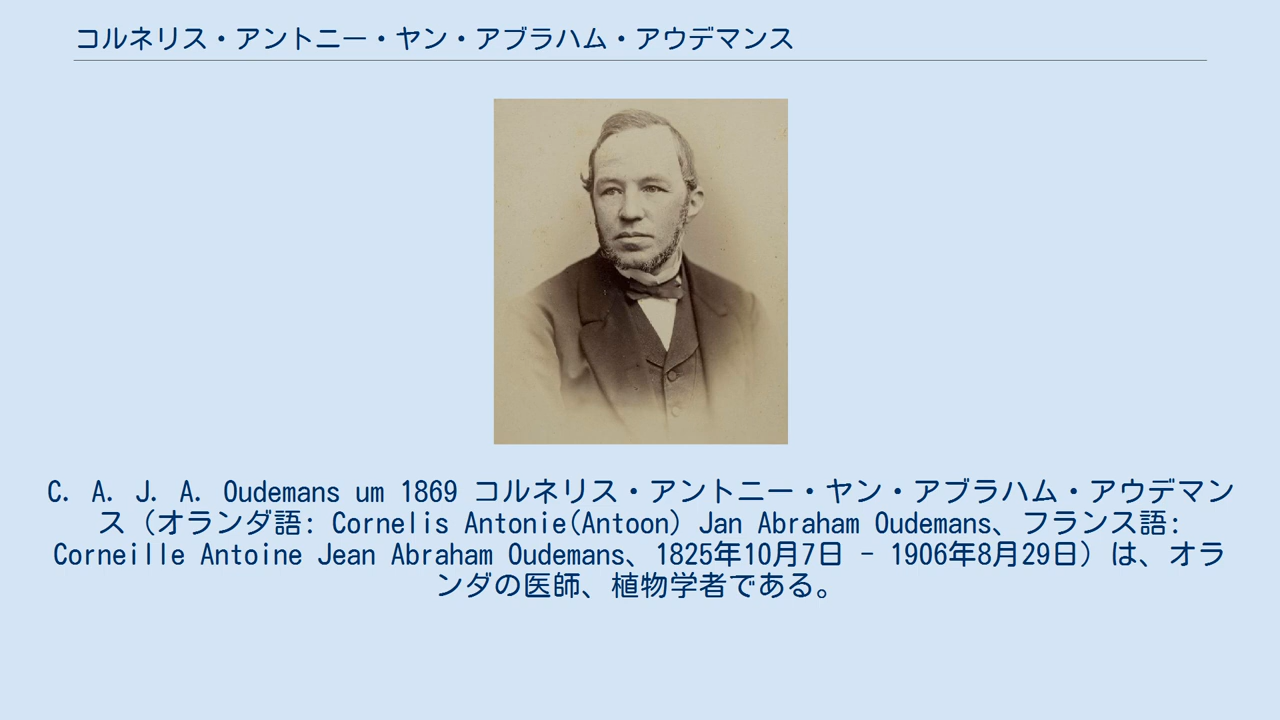 コルネリス・アントニー・ヤン・アブラハム・アウデマンス
C. A. J. A. Oudemans um 1869 コルネリス・アントニー・ヤン・アブラハム・アウデマン
ス（オランダ語: Cornelis Antonie(Antoon) Jan Abraham Oudemans、フランス語:
Corneille Antoine Jean Abraham Oudemans、1825年10月7日 - 1906年8月29日）は、オラ
ンダの医師、植物学者である。